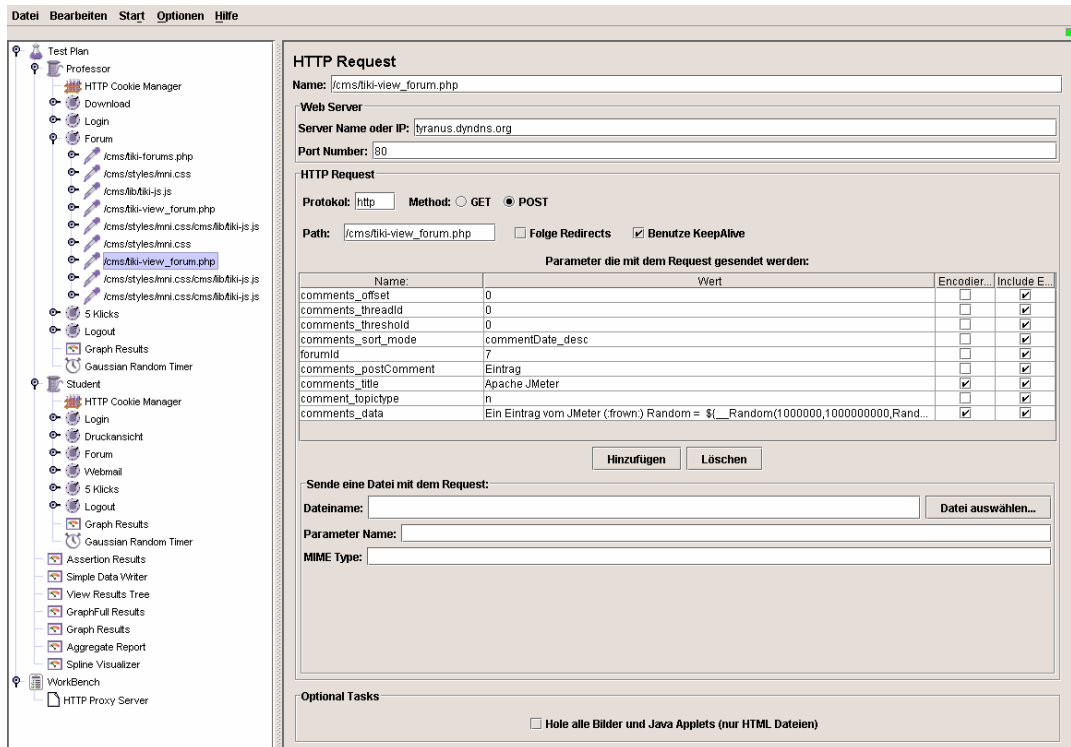 Datei Bearbeiten Start Optionen Hilfe
Test Plan
Professor
HTTP Cookie Manager
Download
Login
Forum
/cms/tiki-forums.php
/cms/styles/mni.css
/cms/lib/tiki-js.js
/cms/tiki-view_forum.php
/cms/styles/mni.css/cms/lib/tiki-js.js
/cms/styles/mni.css
/cms/tiki-view_forum.php
/cms/styles/mni.css/cms/lib/tiki-js.js
/cms/styles/mni.css/cms/lib/tiki-js.js
5 Klicks
Logout
Graph Results
Gaussian Random Timer
Student
HTTP Cookie Manager
Login
Druckansicht
Forum
Webmail
5 Klicks
Logout
Graph Results
Gaussian Random Timer
Assertion Results
Simple Data Writer
View Results Tree
GraphFull Results
Graph Results
Aggregate Report
Spline Visualizer
WorkBench
HTTP Proxy Server
HTTP Request
Name: /cms/tiki-view_forum.php
Web Server
Server Name oder IP: tyranus.dyndns.org
Port Number: 80
HTTP Request
Protokol: http Method: GET POST
Path: /cms/tiki-view_forum.php Folge Redirects Benutze KeepAlive
Parameter die mit dem Request gesendet werden:
Name: Wert Encodier... Include E...
comments_offset 0
comments_threadId 0
comments_threshold 0
comments_sort_mode commentDate_desc
forumId 7
comments_postComment Eintrag
comments_title Apache JMeter
comment_topictype n
comments_data Ein Eintrag vom JMeter (:frown:) Random = ${__Random(1000000,1000000000,Rand...
Hinzufügen Löschen
Sende eine Datei mit dem Request:
Dateiname: Datei auswählen...
Parameter Name:
MIME Type:
Optional Tasks
Hole alle Bilder und Java Applets (nur HTML Dateien)